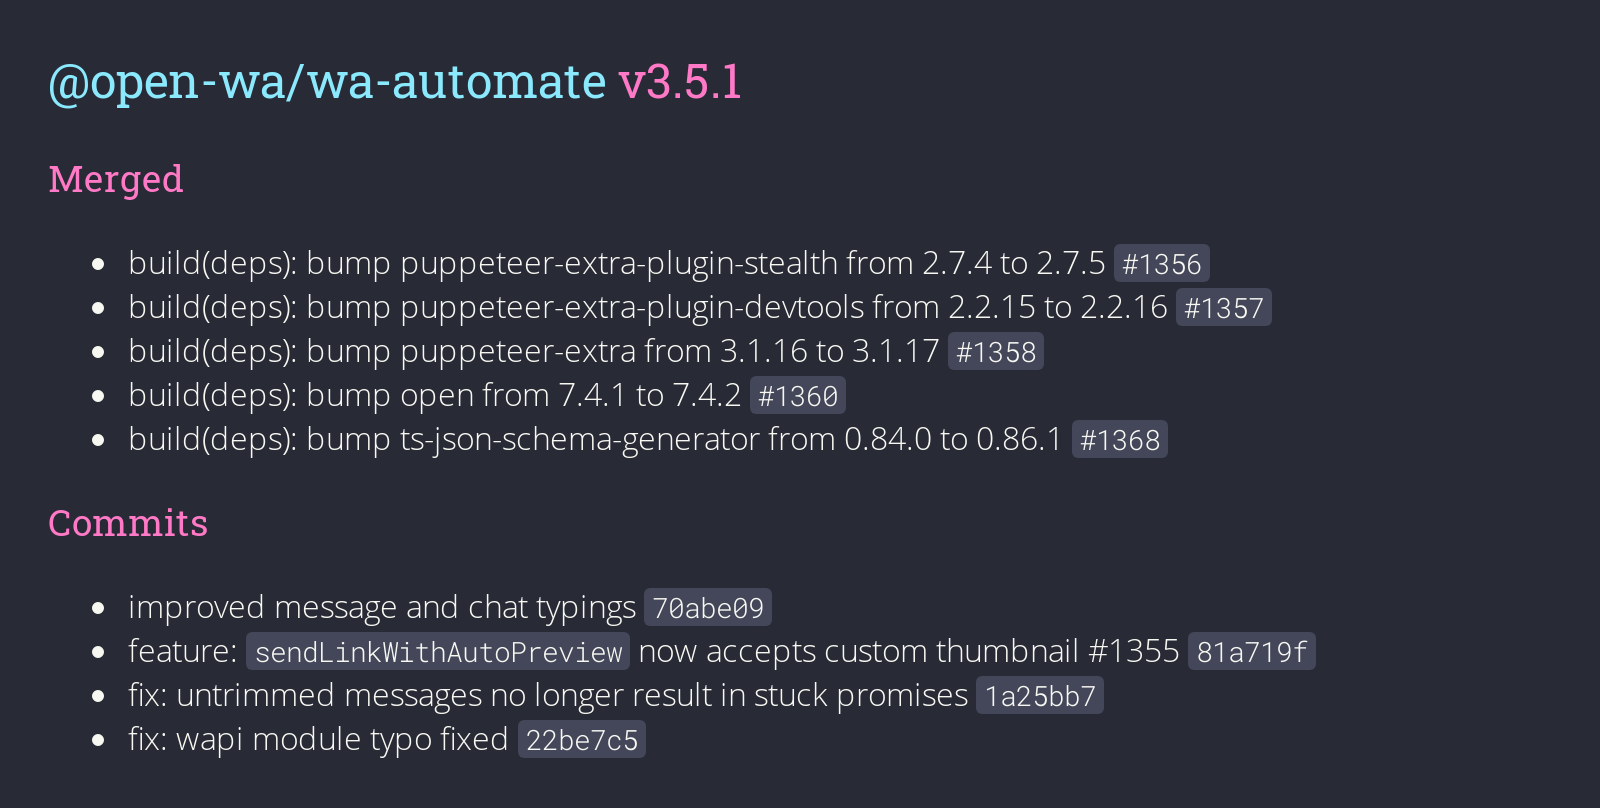 @open-wa/wa-automate v3.5.1
Merged
build(deps): bump puppeteer-extra-plugin-stealth from 2.7.4 to 2.7.5 #1356
build(deps): bump puppeteer-extra-plugin-devtools from 2.2.15 to 2.2.16 #1357
build(deps): bump puppeteer-extra from 3.1.16 to 3.1.17 #1358
build(deps): bump open from 7.4.1 to 7.4.2 #1360
build(deps): bump ts-json-schema-generator from 0.84.0 to 0.86.1 #1368
Commits
improved message and chat typings 70abe09
feature: sendLinkWithAutoPreview now accepts custom thumbnail #1355 81a719f
fix: untrimmed messages no longer result in stuck promises 1a25bb7
fix: wapi module typo fixed 22be7c5